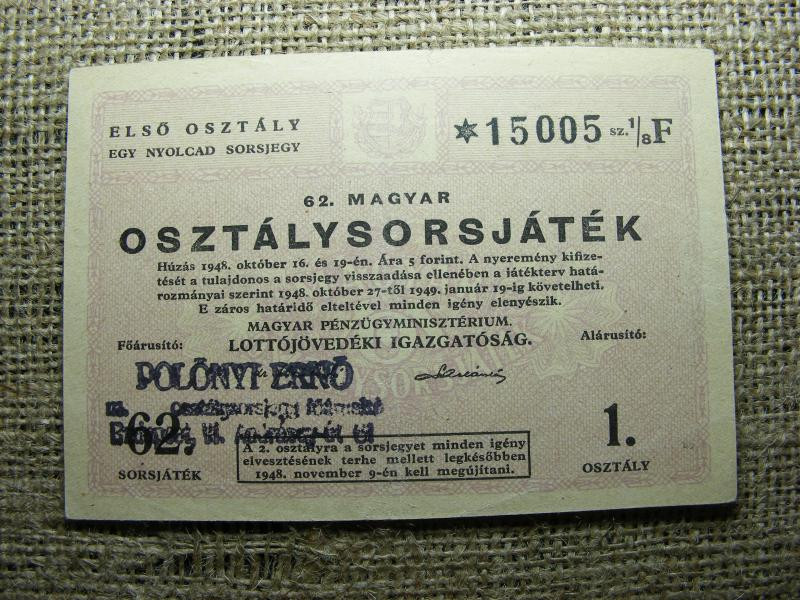 ELSŐ OSZTÁLY
EGY NYOLCAD SORSJEGY
*15005 sz. 1/8 F
62. MAGYAR
OSZTÁLYSORSJÁTÉK
Húzás 1948. október 16. és 19-én. Ára 5 forint. A nyeremény kifize-
tését a tulajdonos a sorsjegy visszaadása ellenében a játékterv hatá-
rozmányai szerint 1948. október 27-től 1949. január 19-ig követelheti.
E záros határidő elteltével minden igény elenyészik.
MAGYAR PÉNZÜGYMINISZTÉRIUM.
Főárusító:
LOTTÓJÖVEDÉKI IGAZGATÓSÁG.
Alárusító:
POLÓNYI ERNŐ
m. osztálysorsjegy főárusító
62.
SORSJÁTÉK
A 2. osztályra a sorsjegyet minden igény
elvesztésének terhe mellett legkésőbben
1948. november 9-én kell megújítani.
1.
OSZTÁLY